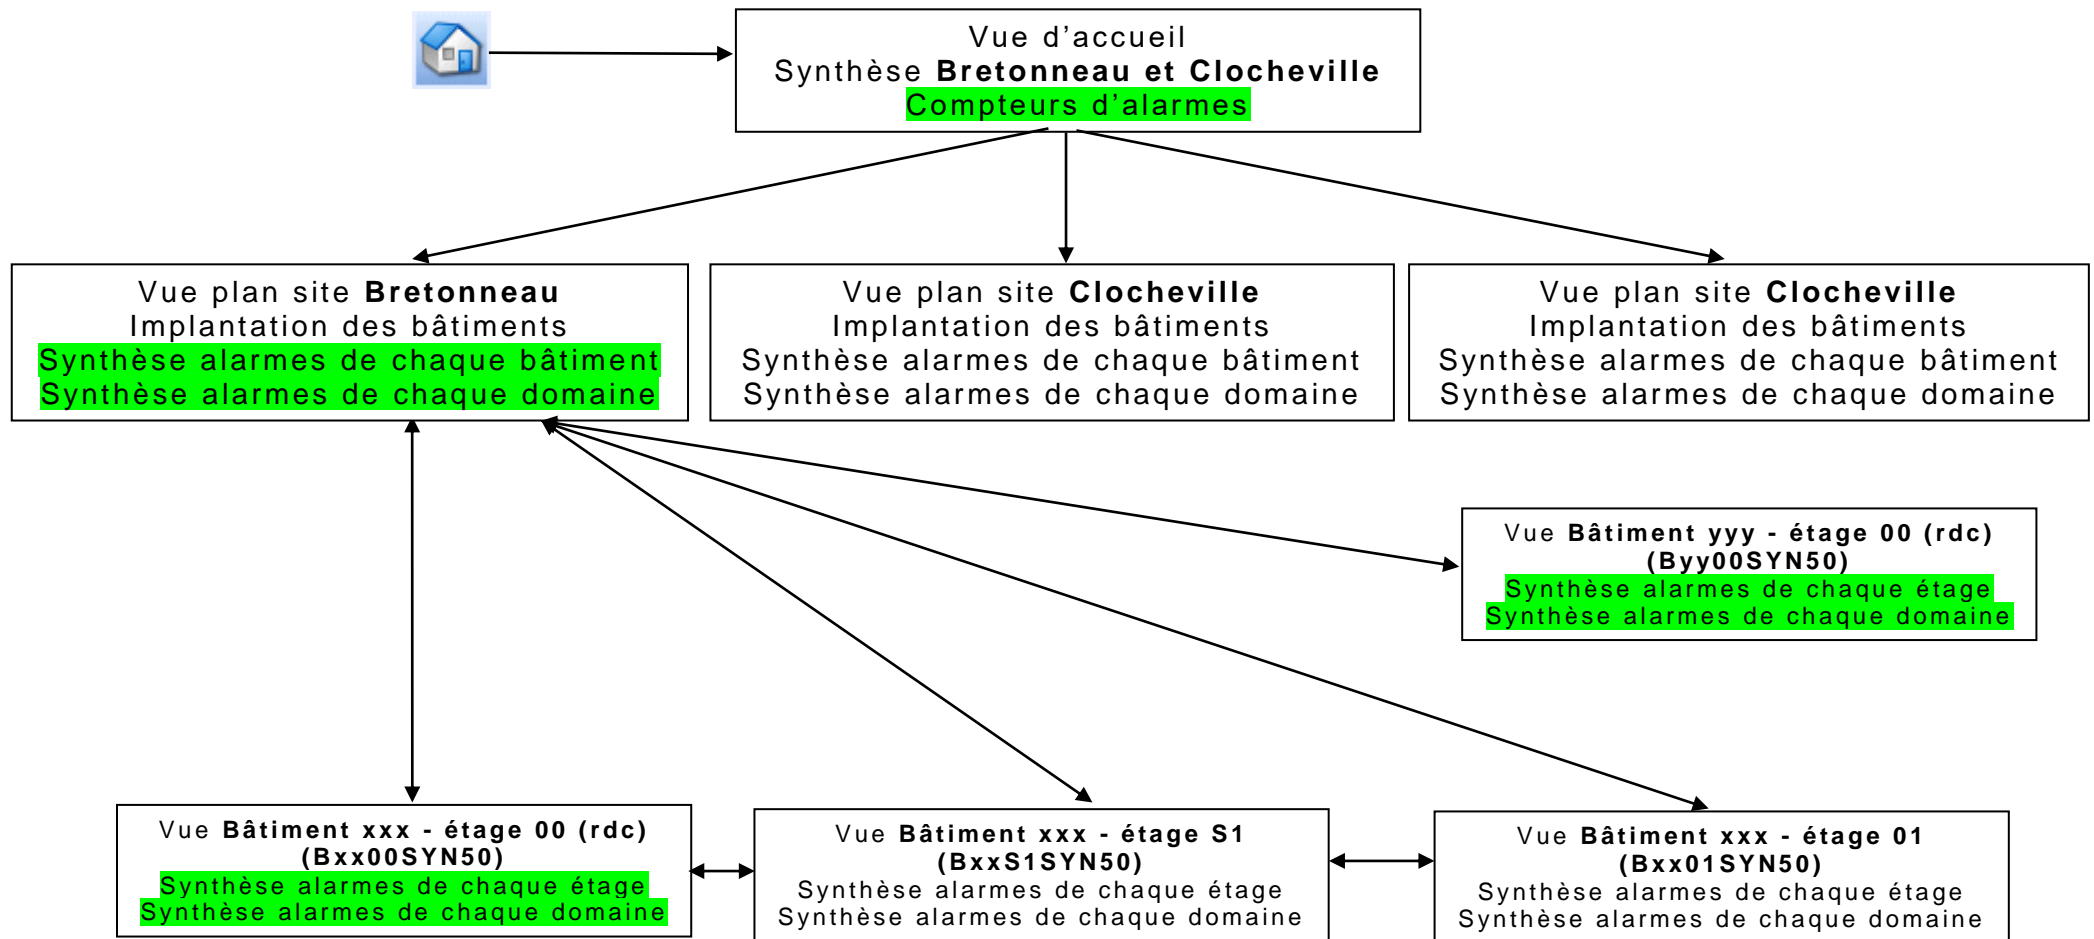 Vue d’accueil
Synthèse Bretonneau et Clocheville
Compteurs d’alarmes
Vue plan site Bretonneau
Implantation des bâtiments
Synthèse alarmes de chaque bâtiment
Synthèse alarmes de chaque domaine
Vue plan site Clocheville
Implantation des bâtiments
Synthèse alarmes de chaque bâtiment
Synthèse alarmes de chaque domaine
Vue plan site Clocheville
Implantation des bâtiments
Synthèse alarmes de chaque bâtiment
Synthèse alarmes de chaque domaine
Vue Bâtiment yyy - étage 00 (rdc)
(Byy00SYN50)
Synthèse alarmes de chaque étage
Synthèse alarmes de chaque domaine
Vue Bâtiment xxx - étage 00 (rdc)
(Bxx00SYN50)
Synthèse alarmes de chaque étage
Synthèse alarmes de chaque domaine
Vue Bâtiment xxx - étage S1
(BxxS1SYN50)
Synthèse alarmes de chaque étage
Synthèse alarmes de chaque domaine
Vue Bâtiment xxx - étage 01
(Bxx01SYN50)
Synthèse alarmes de chaque étage
Synthèse alarmes de chaque domaine